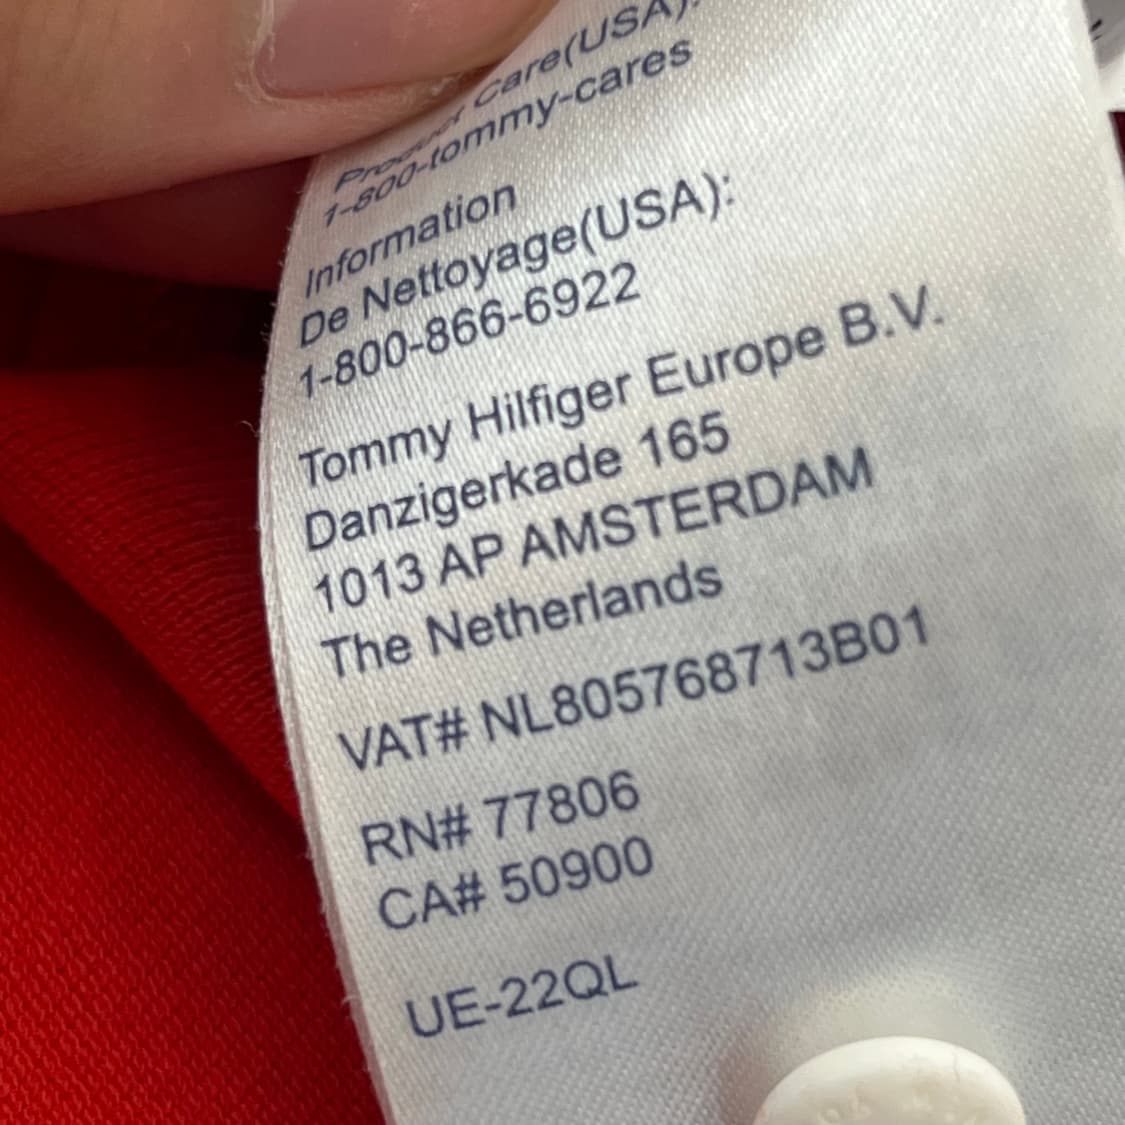 Product Care(USA):
1-800-tommy-cares
Information
De Nettoyage(USA):
1-800-866-6922
Tommy Hilfiger Europe B.V.
Danzigerkade 165
1013 AP AMSTERDAM
The Netherlands
VAT# NL805768713B01
RN# 77806
CA# 50900
UE-22QL